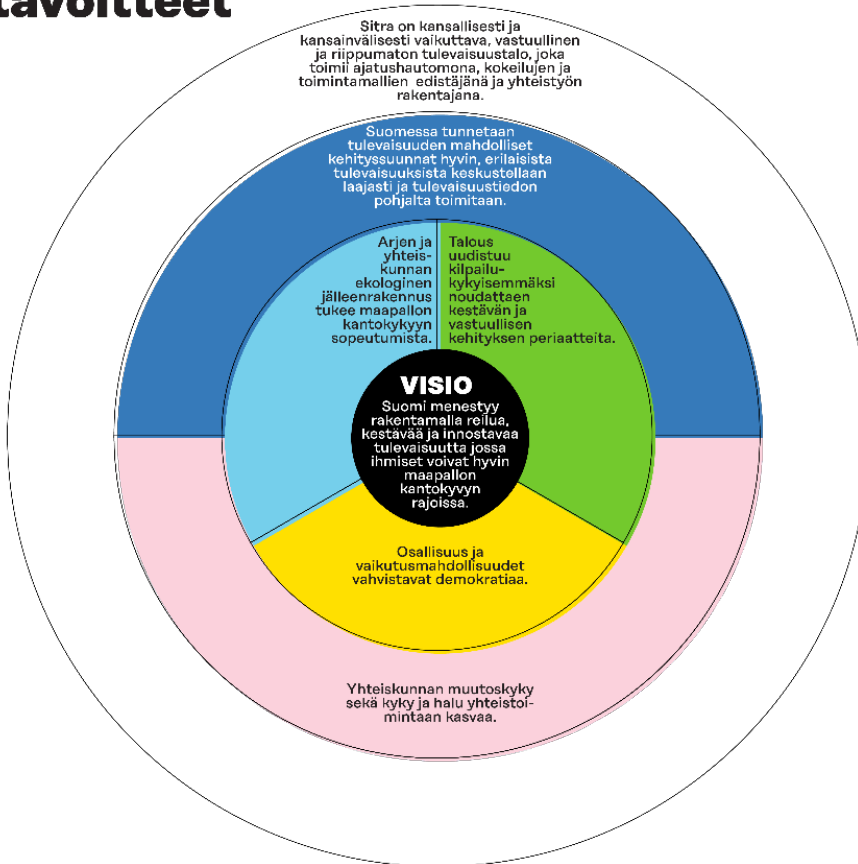 tavoitteet
Sitra on kansallisesti ja
kansainvälisesti vaikuttava, vastuullinen
ja riippumaton tulevaisuustalo, joka
toimii ajatushautomona, kokeilujen ja
toimintamallien edistäjänä ja yhteistyön
rakentajana.
Suomessa tunnetaan
tulevaisuuden mahdolliset
kehityssuunnat hyvin, erilaisista
tulevaisuuksista keskustellaan
laajasti ja tulevaisuustiedon
pohjalta toimitaan.
Arjen ja
yhteis-
kunnan
ekologinen
jälleenrakennus
tukee maapallon
kantokykyyn
sopeutumista.
Talous
uudistuu
kilpailu-
kykyisemmäksi
noudattaen
kestävän ja
vastuullisen
kehityksen periaatteita.
VISIO
Suomi menestyy
rakentamalla reilua,
kestävää ja innostavaa
tulevaisuutta jossa
ihmiset voivat hyvin
maapallon
kantokyvyn
rajoissa.
Osallisuus ja
vaikutusmahdollisuudet
vahvistavat demokratiaa.
Yhteiskunnan muutoskyky
sekä kyky ja halu yhteistoi-
mintaan kasvaa.